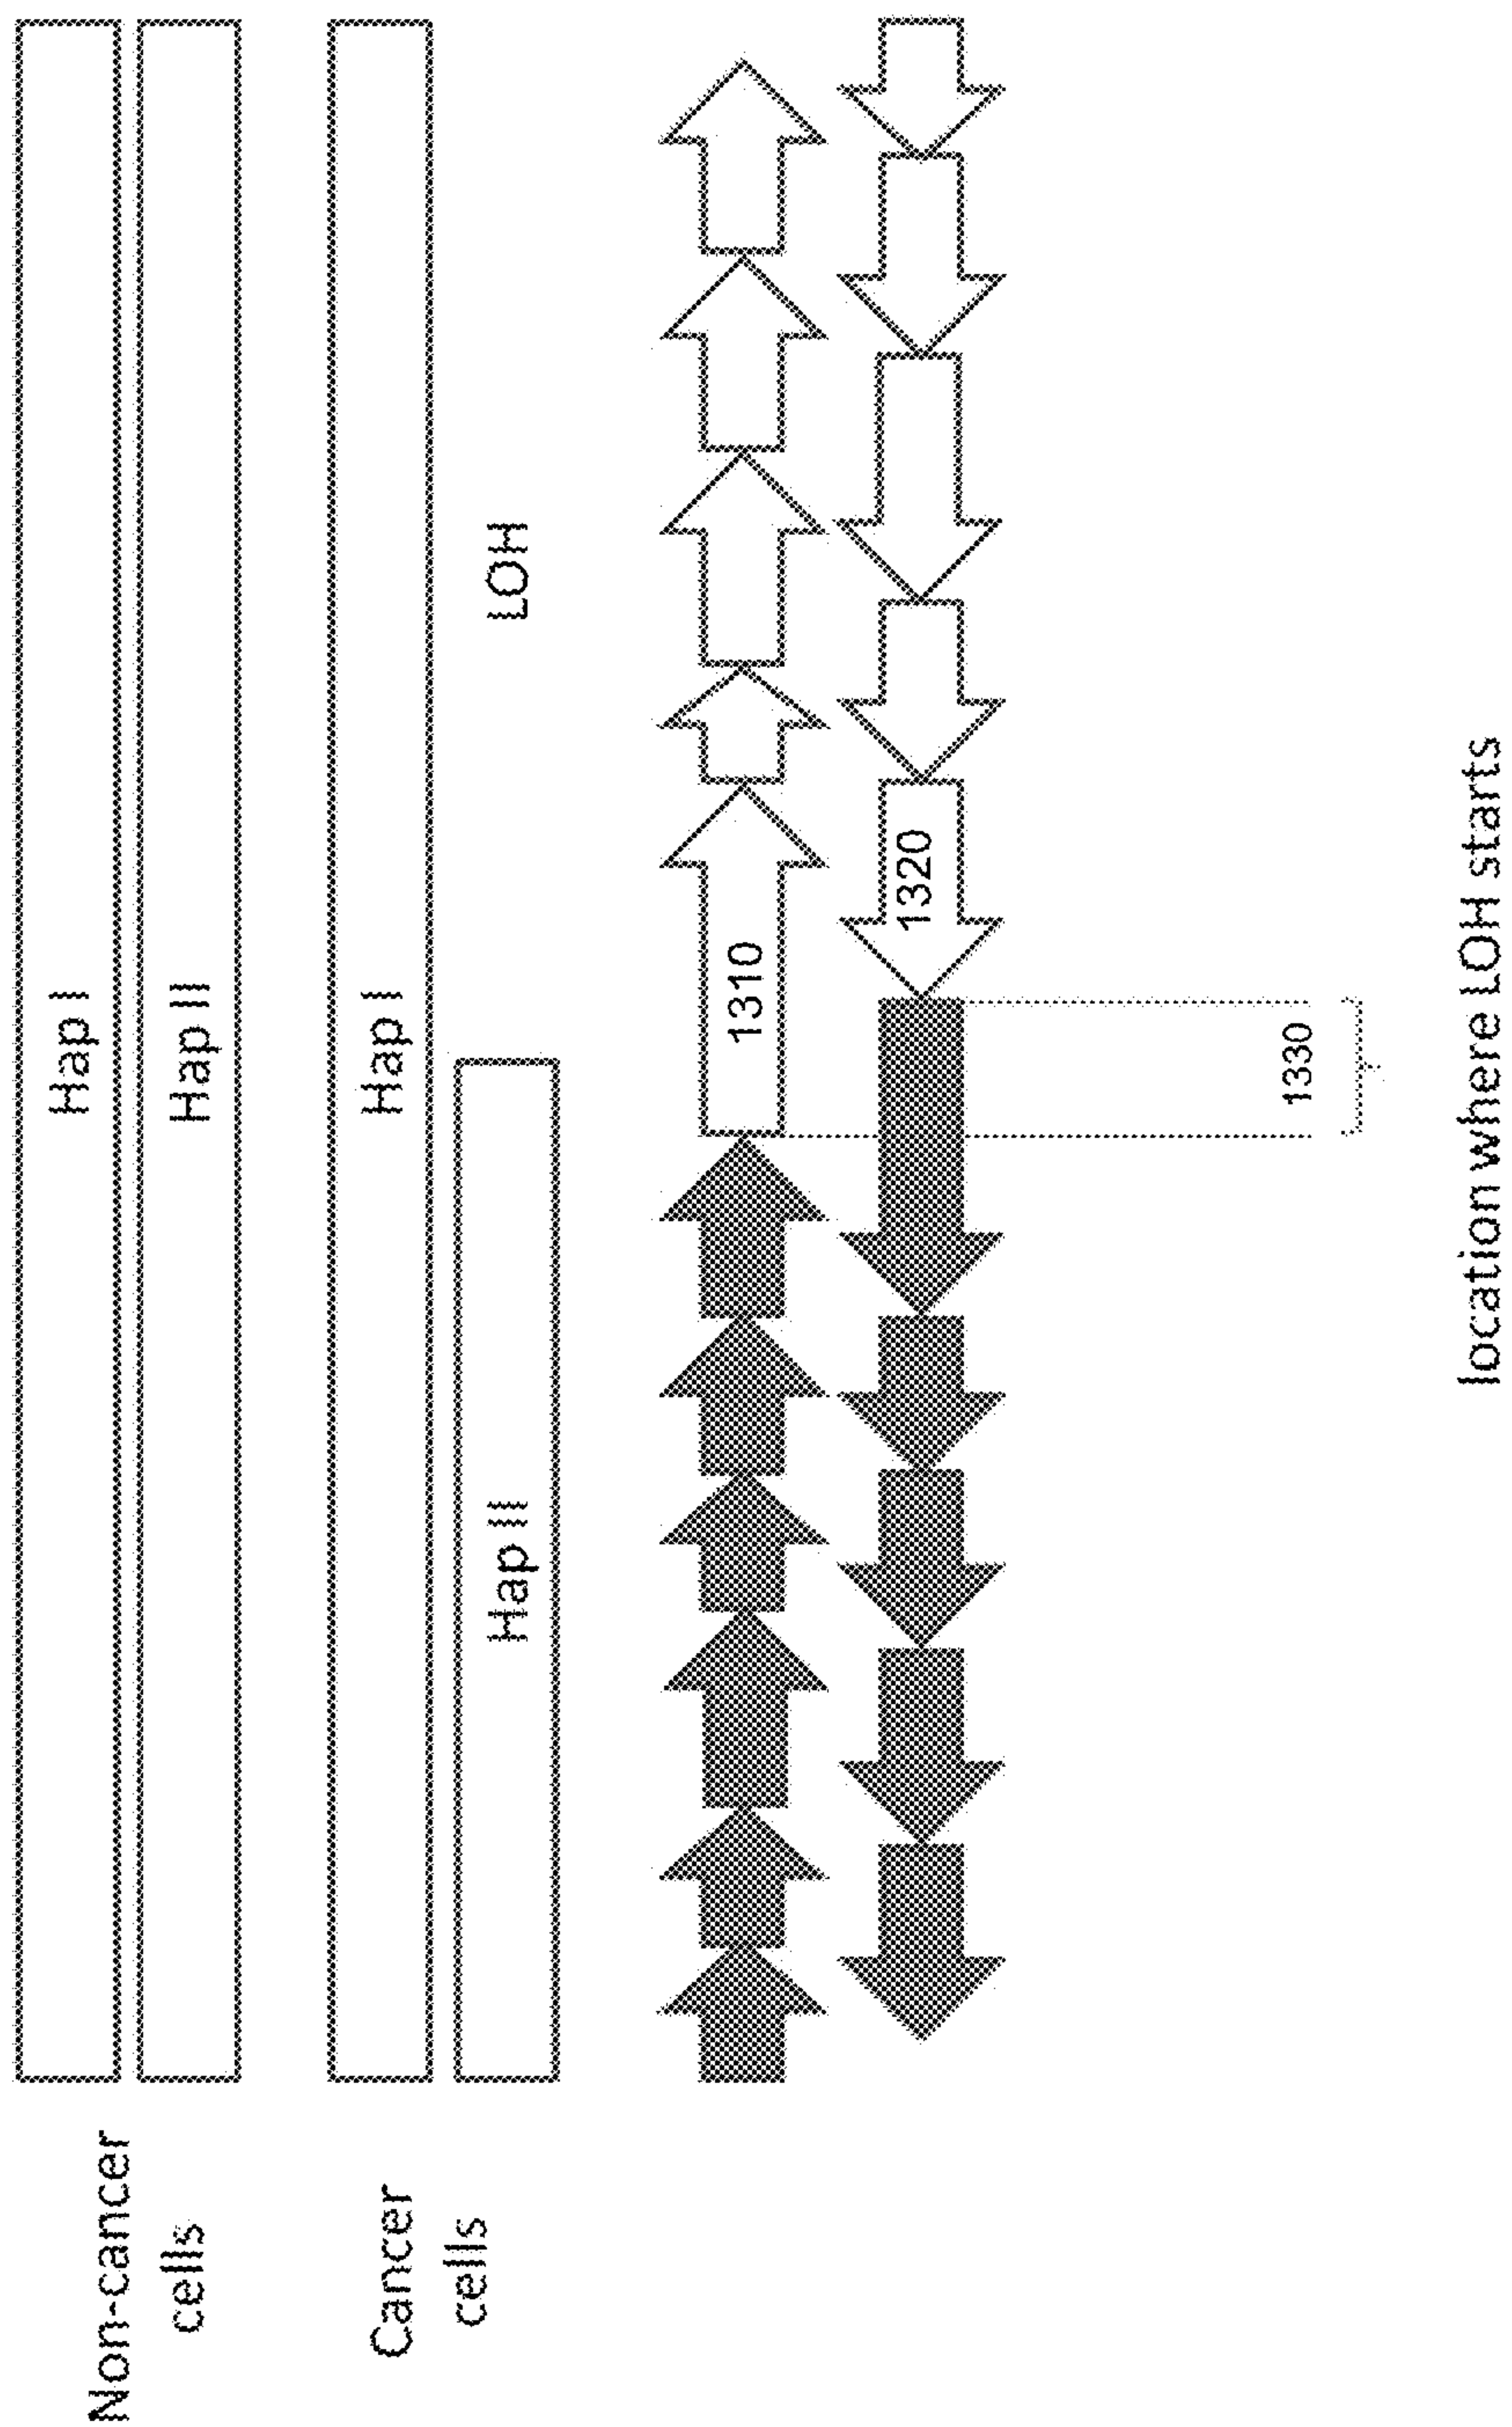 Non-cancer
cells
Hap I
Hap II
Cancer
cells
Hap I
Hap II
LOH
1310
1320
1330
location where LOH starts